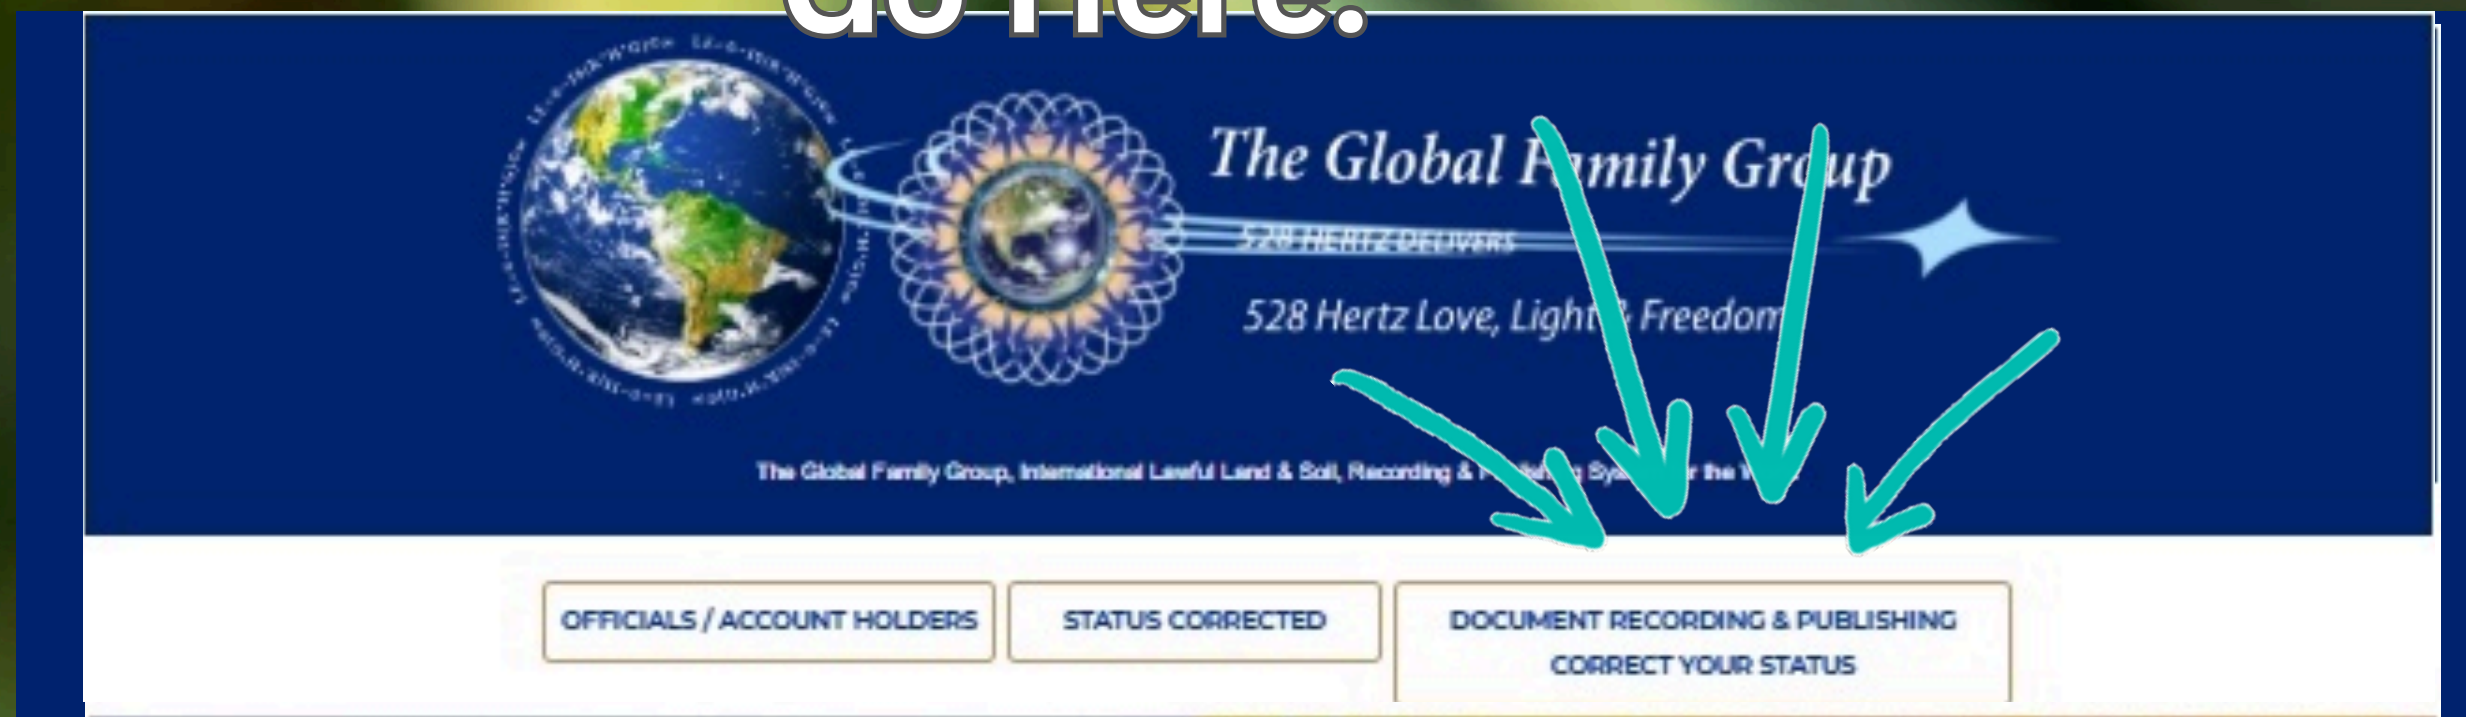 Go Here.
The Global Family Group
528 HERTZ DELIVERS
528 Hertz Love, Light & Freedom
The Global Family Group, International Lawful Land & Soil, Recording & the
OFFICIALS / ACCOUNT HOLDERS
STATUS CORRECTED
DOCUMENT RECORDING & PUBLISHING
CORRECT YOUR STATUS